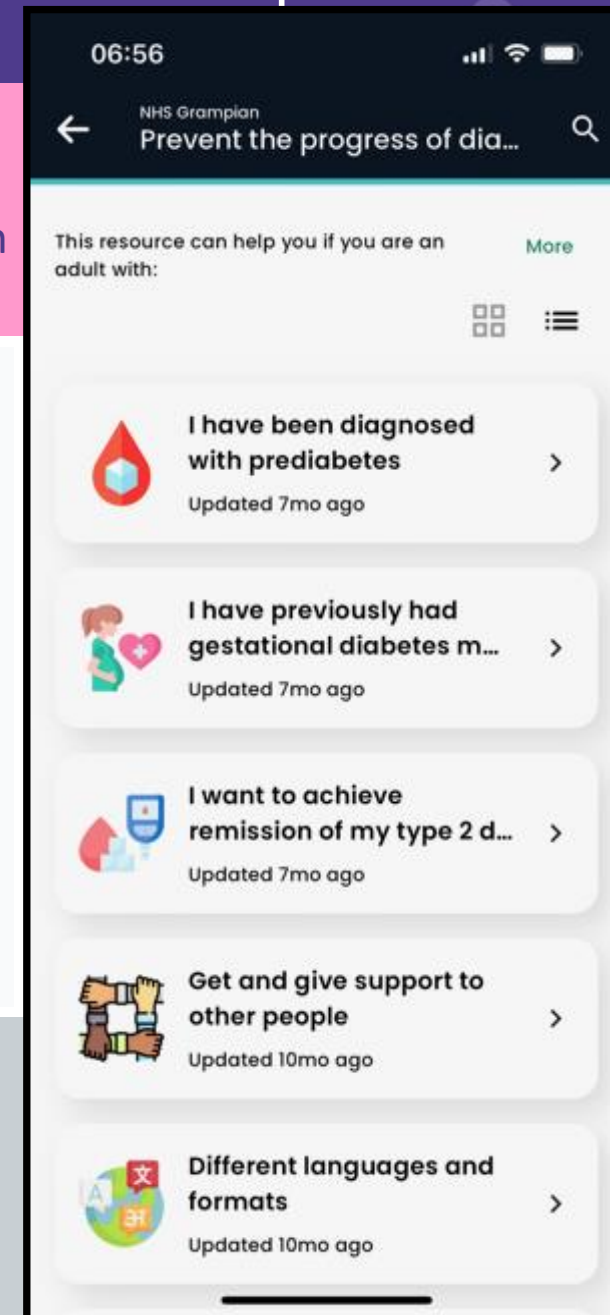 06:56
NHS Grampian
Prevent the progress of dia...
n
This resource can help you if you are an
adult with:
More
I have been diagnosed
with prediabetes
Updated 7mo ago
I have previously had
gestational diabetes m...
Updated 7mo ago
I want to achieve
remission of my type 2 d...
Updated 7mo ago
Get and give support to
other people
Updated 10mo ago
Different languages and
formats
Updated 10mo ago
A
文
अ